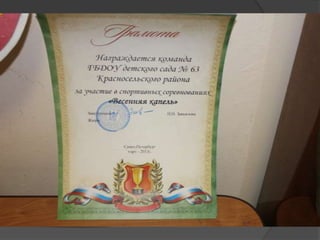 Грамота
Награждается команда
ГБДОУ детского сада № 63
Красносельского района
за участие в спортивных соревнованиях
«Весенняя капель»
Санкт-Петербург